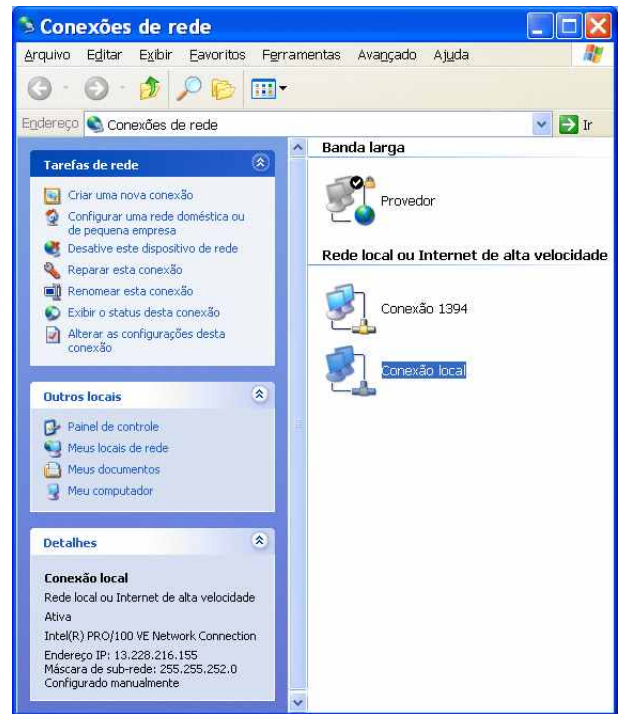 Conexões de rede
Arquivo Editar Exibir Favoritos Ferramentas Avançado Ajuda
Endereço Conexões de rede Ir
Tarefas de rede
Criar uma nova conexão
Configurar uma rede doméstica ou
de pequena empresa
Desative este dispositivo de rede
Reparar esta conexão
Renomear esta conexão
Exibir o status desta conexão
Alterar as configurações desta
conexão
Outros locais
Painel de controle
Meus locais de rede
Meus documentos
Meu computador
Detalhes
Conexão local
Rede local ou Internet de alta velocidade
Ativa
Intel(R) PRO/100 VE Network Connection
Endereço IP: 13.228.216.155
Máscara de sub-rede: 255.255.252.0
Configurado manualmente
Banda larga
Provedor
Rede local ou Internet de alta velocidade
Conexão 1394
Conexão local